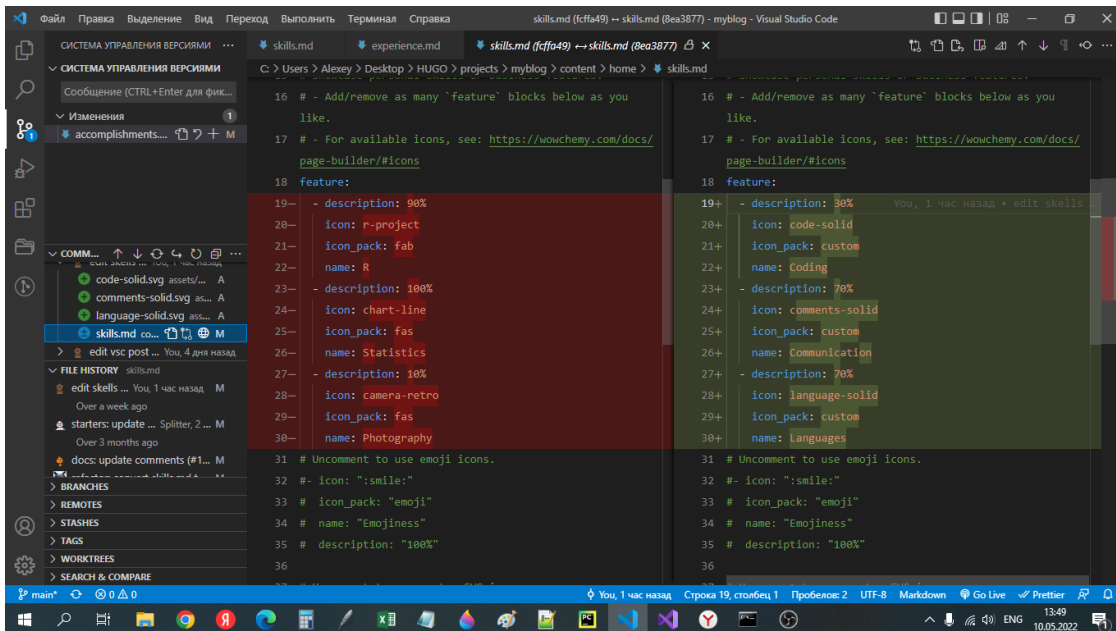 Файл Правка Выделение Вид Переход Выполнить Терминал Справка
skills.md (fcffa49) ↔ skills.md (8ea3877) - myblog - Visual Studio Code
СИСТЕМА УПРАВЛЕНИЯ ВЕРСИЯМИ
СИСТЕМА УПРАВЛЕНИЯ ВЕРСИЯМИ
Сообщение (CTRL+Enter для фик...
Изменения 1
accomplishments.... M
COMM...
code-solid.svg assets/... A
comments-solid.svg as... A
language-solid.svg assets/... A
skills.md co... M
edit vsc post ... You, 4 дня назад
FILE HISTORY skills.md
edit skells ... You, 1 час назад M
Over a week ago
starters: update ... Splitter, 2 ... M
Over 3 months ago
docs: update comments (#1... M
BRANCHES
REMOTES
STASHES
TAGS
WORKTREES
SEARCH & COMPARE
skills.md experience.md skills.md (fcffa49) ↔ skills.md (8ea3877)
C: > Users > Alexey > Desktop > HUGO > projects > myblog > content > home > skills.md
16 # - Add/remove as many `feature` blocks below as you
like.
17 # - For available icons, see: https://wowchemy.com/docs/
page-builder/#icons
18 feature:
19— - description: 90%
20— icon: r-project
21— icon_pack: fab
22— name: R
23— - description: 100%
24— icon: chart-line
25— icon_pack: fas
26— name: Statistics
27— - description: 10%
28— icon: camera-retro
29— icon_pack: fas
30— name: Photography
31 # Uncomment to use emoji icons.
32 #- icon: ":smile:"
33 # icon_pack: "emoji"
34 # name: "Emojiness"
35 # description: "100%"
36
16 # - Add/remove as many `feature` blocks below as you
like.
17 # - For available icons, see: https://wowchemy.com/docs/
page-builder/#icons
18 feature:
19+ - description: 30% You, 1 час назад • edit skells
20+ icon: code-solid
21+ icon_pack: custom
22+ name: Coding
23+ - description: 70%
24+ icon: comments-solid
25+ icon_pack: custom
26+ name: Communication
27+ - description: 70%
28+ icon: language-solid
29+ icon_pack: custom
30+ name: Languages
31 # Uncomment to use emoji icons.
32 #- icon: ":smile:"
33 # icon_pack: "emoji"
34 # name: "Emojiness"
35 # description: "100%"
36
main* 0 0 You, 1 час назад Строка 19, столбец 1 Пробелов: 2 UTF-8 Markdown Go Live Prettier
ENG 13:49
10.05.2022